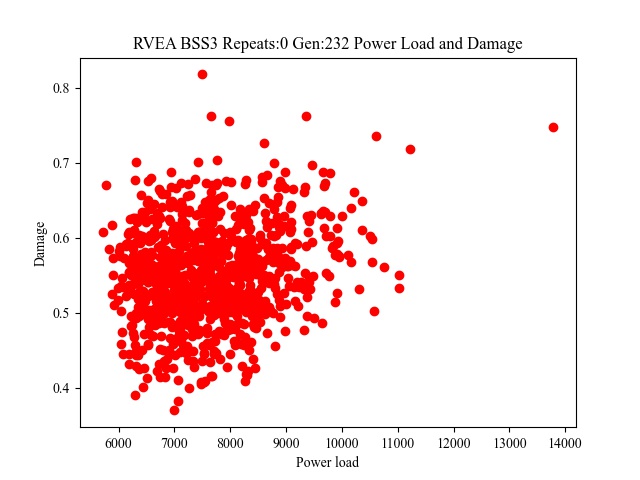 RVEA BSS3 Repeats:0 Gen:232 Power Load and Damage
0.8
0.7
0.6
0.5
0.4
Damage
6000 7000 8000 9000 10000 11000 12000 13000 14000
Power load